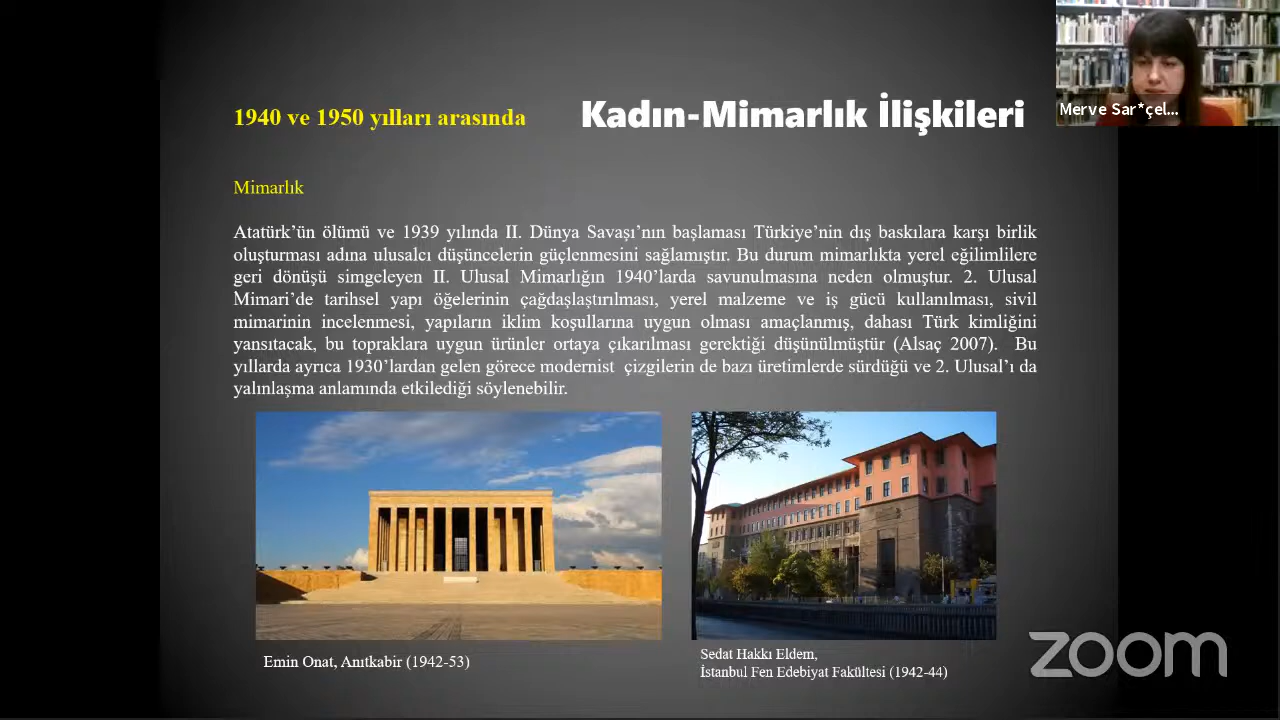 1940 ve 1950 yılları arasında
Kadın-Mimarlık İlişkileri
Merve Sar*çel...
Mimarlık
Atatürk’ün ölümü ve 1939 yılında II. Dünya Savaşı’nın başlaması Türkiye’nin dış baskılara karşı birlik
oluşturması adına ulusalcı düşüncelerin güçlenmesini sağlamıştır. Bu durum mimarlıkta yerel eğilimlilere
geri dönüşü simgeleyen II. Ulusal Mimarlığın 1940’larda savunulmasına neden olmuştur. 2. Ulusal
Mimari’de tarihsel yapı öğelerinin çağdaşlaştırılması, yerel malzeme ve iş gücü kullanılması, sivil
mimarinin incelenmesi, yapıların iklim koşullarına uygun olması amaçlanmış, dahası Türk kimliğini
yansıtacak, bu topraklara uygun ürünler ortaya çıkarılması gerektiği düşünülmüştür (Alsaç 2007). Bu
yıllarda ayrıca 1930’lardan gelen görece modernist çizgilerin de bazı üretimlerde sürdüğü ve 2. Ulusal’ı da
yalınlaşma anlamında etkilediği söylenebilir.
Emin Onat, Anıtkabir (1942-53)
Sedat Hakkı Eldem,
İstanbul Fen Edebiyat Fakültesi (1942-44)
zoom